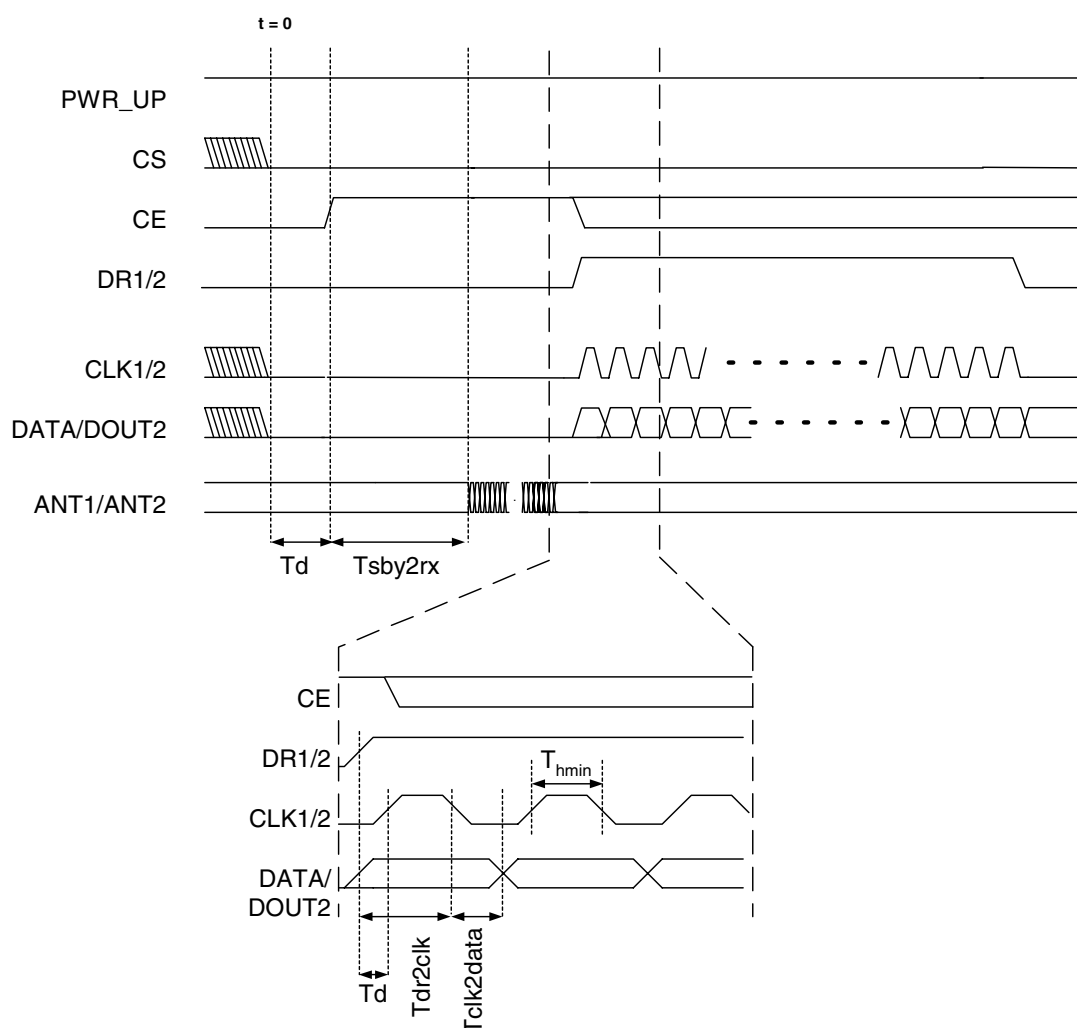 t = 0
PWR_UP
CS
CE
DR1/2
CLK1/2
DATA/DOUT2
ANT1/ANT2
Td
Tsby2rx
CE
DR1/2
Thmin
CLK1/2
DATA/
DOUT2
Td
Tdr2clk
Tclk2data